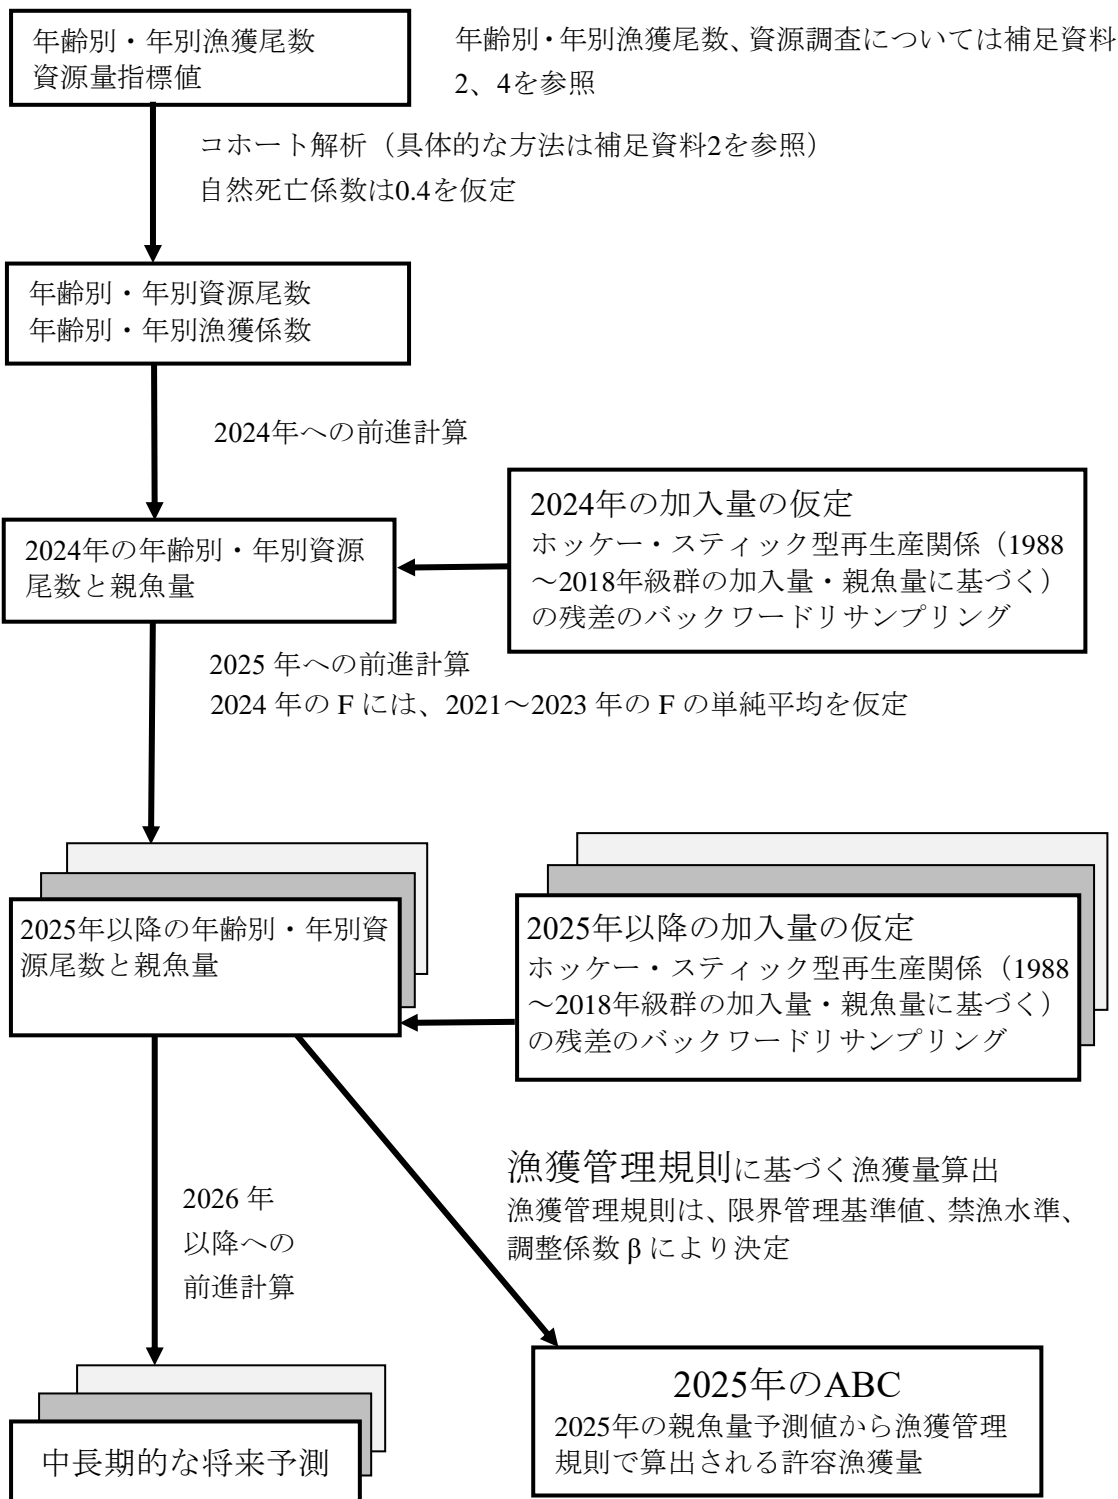 年齢別・年別漁獲尾数
資源量指標値
年齢別・年別漁獲尾数、資源調査については補足資料
2、4を参照
コホート解析（具体的な方法は補足資料2を参照）
自然死亡係数は0.4を仮定
年齢別・年別資源尾数
年齢別・年別漁獲係数
2024年への前進計算
2024年の加入量の仮定
ホッケー・スティック型再生産関係（1988
～2018年級群の加入量・親魚量に基づく）
の残差のバックワードリサンプリング
2024年の年齢別・年別資源
尾数と親魚量
2025 年への前進計算
2024 年の F には、2021～2023 年の F の単純平均を仮定
2025年以降の年齢別・年別資
源尾数と親魚量
2025年以降の加入量の仮定
ホッケー・スティック型再生産関係（1988
～2018年級群の加入量・親魚量に基づく）
の残差のバックワードリサンプリング
漁獲管理規則に基づく漁獲量算出
漁獲管理規則は、限界管理基準値、禁漁水準、
調整係数 β により決定
2026 年
以降への
前進計算
2025年のABC
2025年の親魚量予測値から漁獲管理
規則で算出される許容漁獲量
中長期的な将来予測